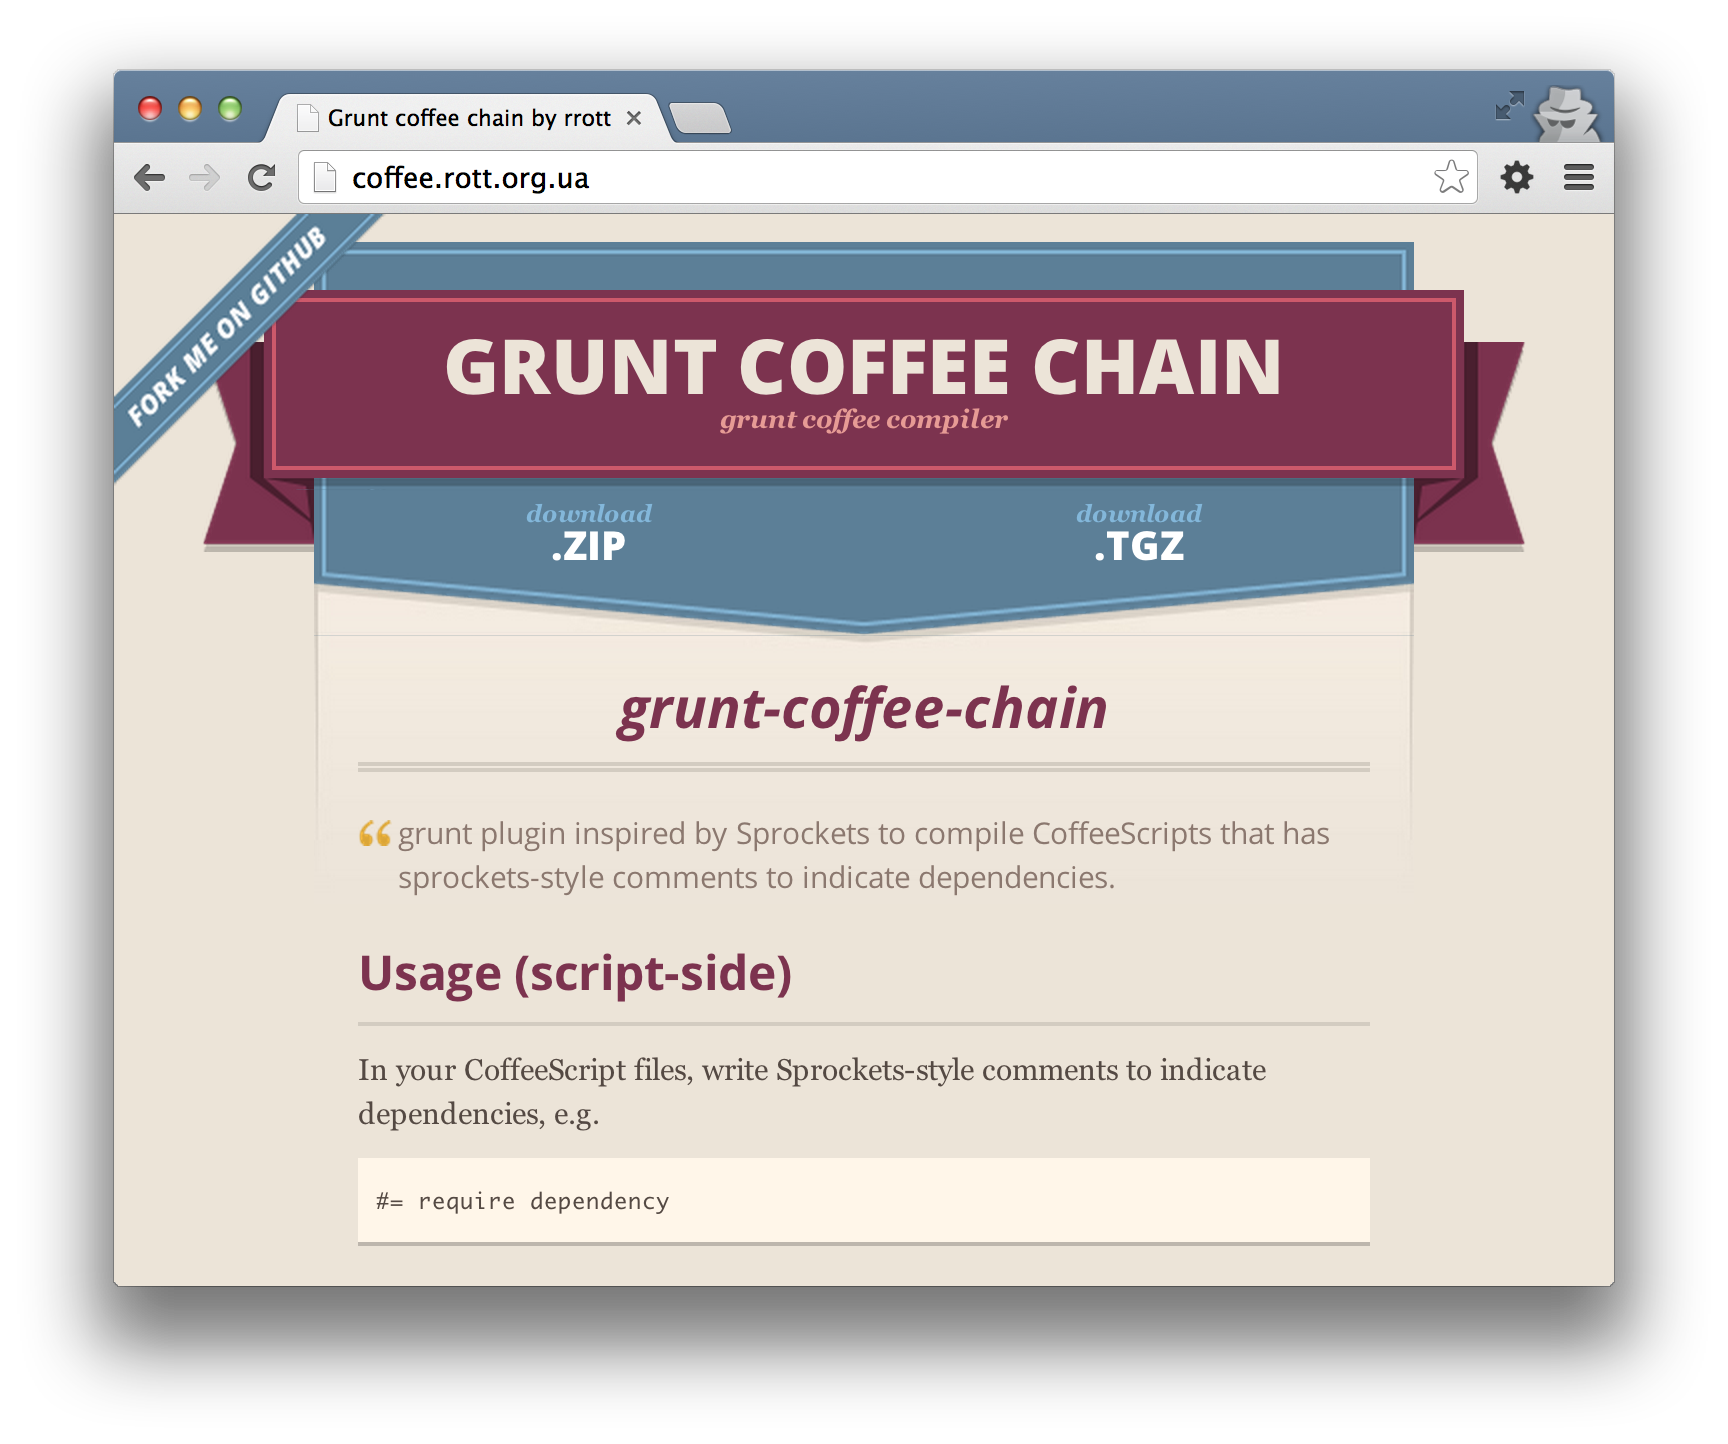 Grunt coffee chain by rrott
coffee.rott.org.ua
FORK ME ON GITHUB
GRUNT COFFEE CHAIN
grunt coffee compiler
download
.ZIP
download
.TGZ
grunt-coffee-chain
“ grunt plugin inspired by Sprockets to compile CoffeeScripts that has
sprockets-style comments to indicate dependencies.
Usage (script-side)
In your CoffeeScript files, write Sprockets-style comments to indicate
dependencies, e.g.
#= require dependency